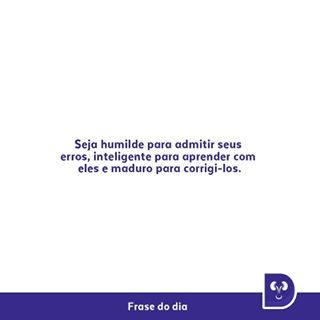 Seja humilde para admitir seus
erros, inteligente para aprender com
eles e maduro para corrigi-los.
Frase do dia